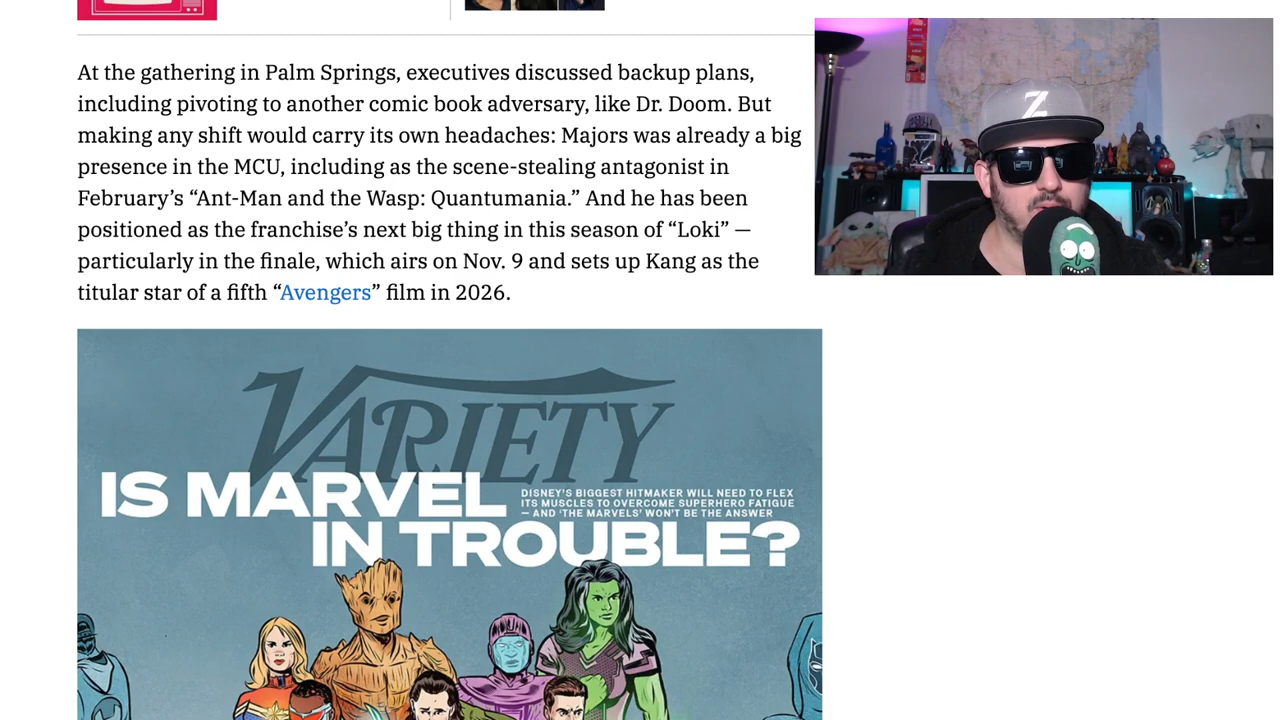 At the gathering in Palm Springs, executives discussed backup plans,
including pivoting to another comic book adversary, like Dr. Doom. But
making any shift would carry its own headaches: Majors was already a big
presence in the MCU, including as the scene-stealing antagonist in
February’s “Ant-Man and the Wasp: Quantumania.” And he has been
positioned as the franchise’s next big thing in this season of “Loki” —
particularly in the finale, which airs on Nov. 9 and sets up Kang as the
titular star of a fifth “Avengers” film in 2026.
VARIETY
IS MARVEL
IN TROUBLE?
DISNEY’S BIGGEST HITMAKER WILL NEED TO FLEX
ITS MUSCLES TO OVERCOME SUPERHERO FATIGUE
— AND ‘THE MARVELS’ WON’T BE THE ANSWER
Z